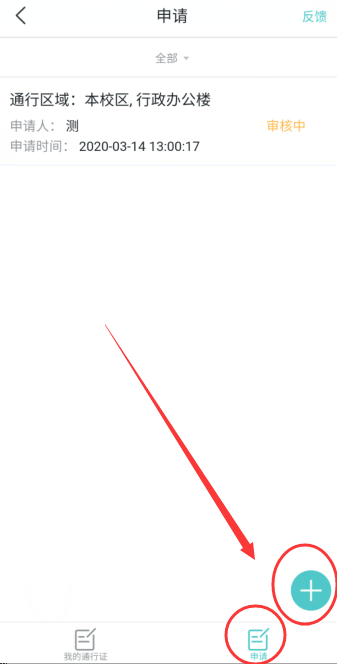 申请
反馈
全部
通行区域：本校区, 行政办公楼
申请人： 测
审核中
申请时间： 2020-03-14 13:00:17
我的通行证
申请